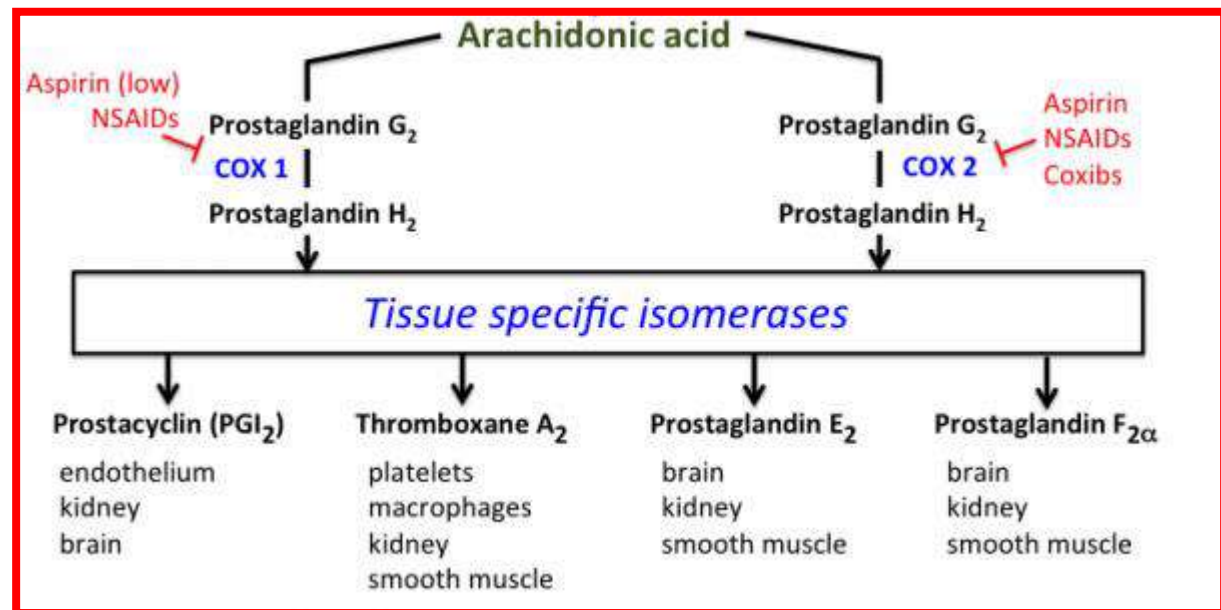 Arachidonic acid
Aspirin (low)
NSAIDs
Prostaglandin G₂
COX 1
Prostaglandin H₂
Prostaglandin G₂
COX 2
Prostaglandin H₂
Aspirin
NSAIDs
Coxibs
Tissue specific isomerases
Prostacyclin (PGI₂)
endothelium
kidney
brain
Thromboxane A₂
platelets
macrophages
kidney
smooth muscle
Prostaglandin E₂
brain
kidney
smooth muscle
Prostaglandin F₂α
brain
kidney
smooth muscle